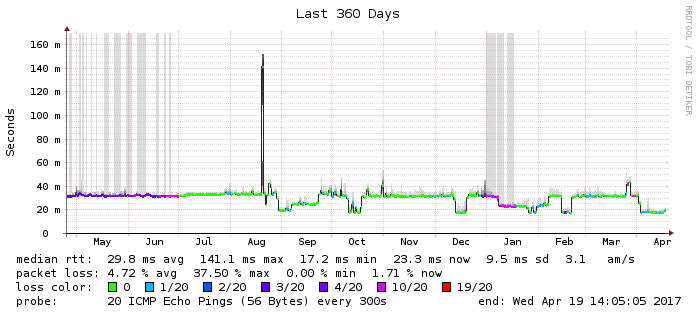 Last 360 Days
RRDTOOL / TOBI OETIKER
Seconds
160 m
140 m
120 m
100 m
80 m
60 m
40 m
20 m
0
May Jun Jul Aug Sep Oct Nov Dec Jan Feb Mar Apr
median rtt: 29.8 ms avg 141.1 ms max 17.2 ms min 23.3 ms now 9.5 ms sd 3.1 am/s
packet loss: 4.72 % avg 37.50 % max 0.00 % min 1.71 % now
loss color: 0 1/20 2/20 3/20 4/20 10/20 19/20
probe: 20 ICMP Echo Pings (56 Bytes) every 300s end: Wed Apr 19 14:05:05 2017